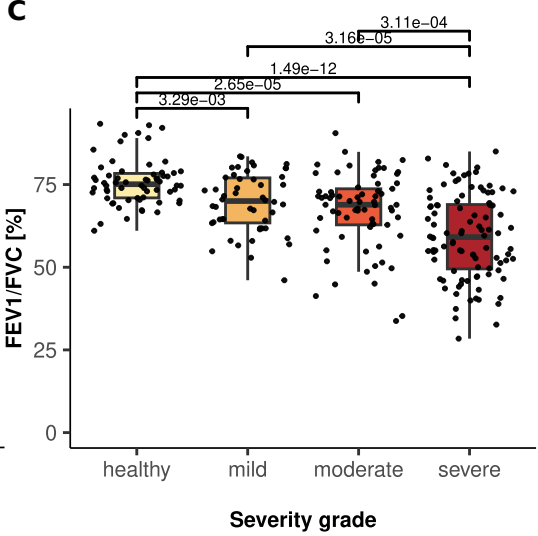 C
3.11e−04
3.16e−05
1.49e−12
2.65e−05
3.29e−03
FEV1/FVC [%]
75
50
25
0
healthy mild moderate severe
Severity grade